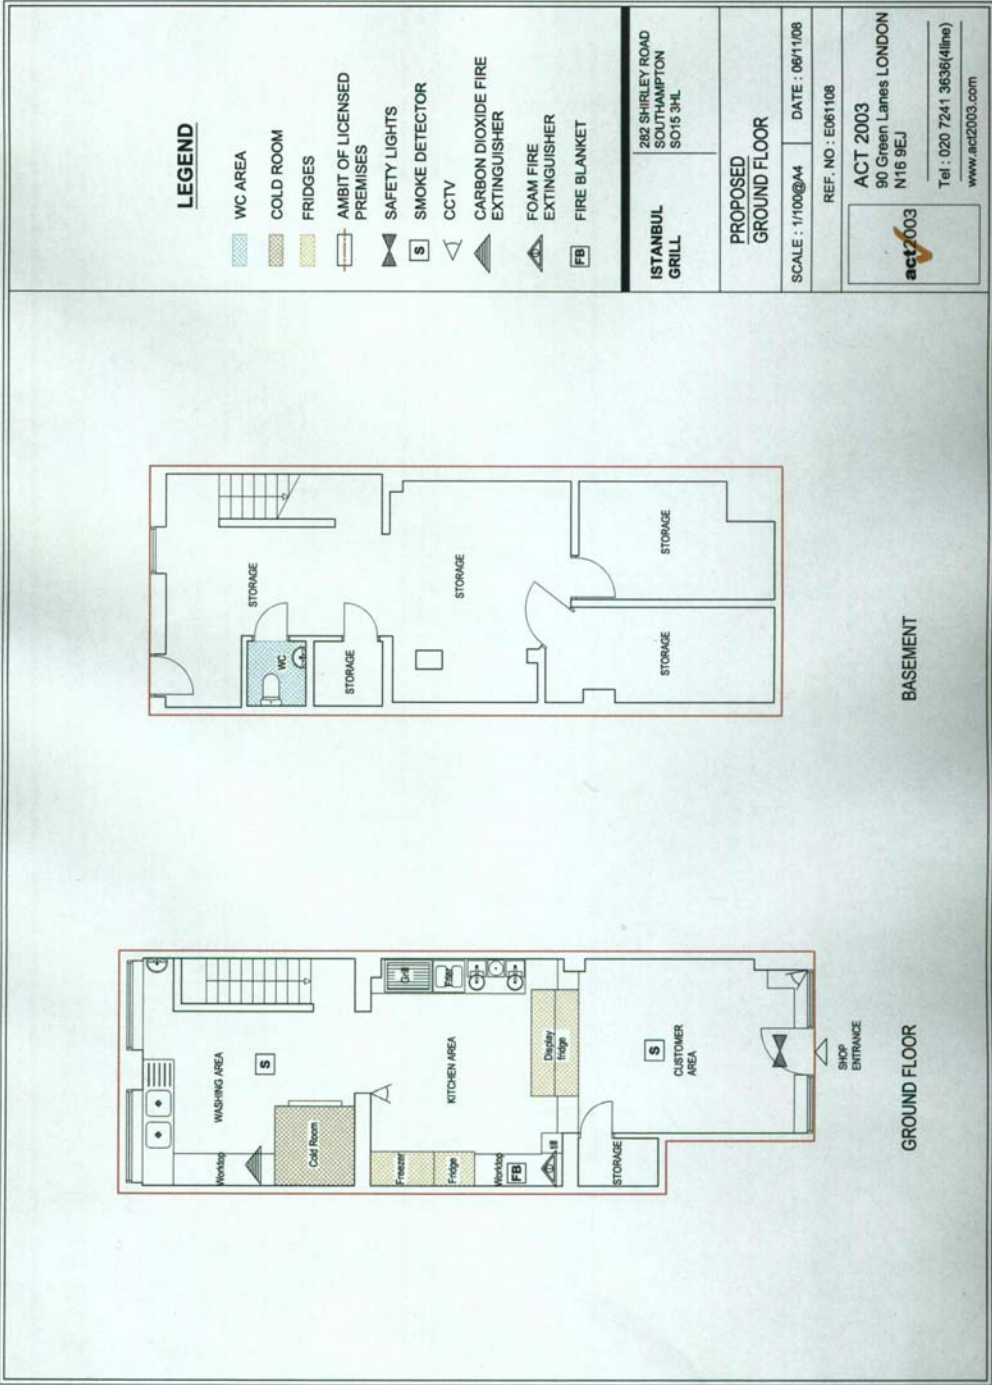 LEGEND
WC AREA
COLD ROOM
FRIDGES
AMBIT OF LICENSED
PREMISES
SAFETY LIGHTS
S
SMOKE DETECTOR
CCTV
CARBON DIOXIDE FIRE
EXTINGUISHER
FOAM FIRE
EXTINGUISHER
FB
FIRE BLANKET
ISTANBUL
GRILL
282 SHIRLEY ROAD
SOUTHAMPTON
SO15 3HL
PROPOSED
GROUND FLOOR
SCALE : 1/100@A4
DATE : 06/11/08
REF. NO : E061108
act2003
ACT 2003
90 Green Lanes LONDON
N16 9EJ
Tel : 020 7241 3636(4line)
www.act2003.com
STORAGE
WC
STORAGE
STORAGE
STORAGE
STORAGE
BASEMENT
WASHING AREA
S
Worktop
Cold Room
Grill
Frier
KITCHEN AREA
Freezer
Fridge
Worktop
FB
Display
fridge
S
CUSTOMER
AREA
STORAGE
SHOP
ENTRANCE
GROUND FLOOR